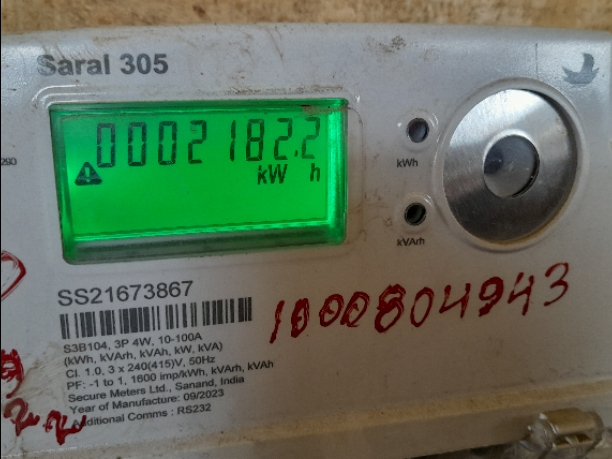 Saral 305
0002182.2
kW h
kWh
kVArh
SS21673867
1000804943
S3B104, 3P 4W, 10-100A
(kWh, kVArh, kVAh, kW, kVA)
Cl. 1.0, 3 x 240(415)V, 50Hz
PF: -1 to 1, 1600 imp/kWh, kVArh, kVAh
Secure Meters Ltd., Sanand, India
Year of Manufacture: 09/2023
Additional Comms : RS232